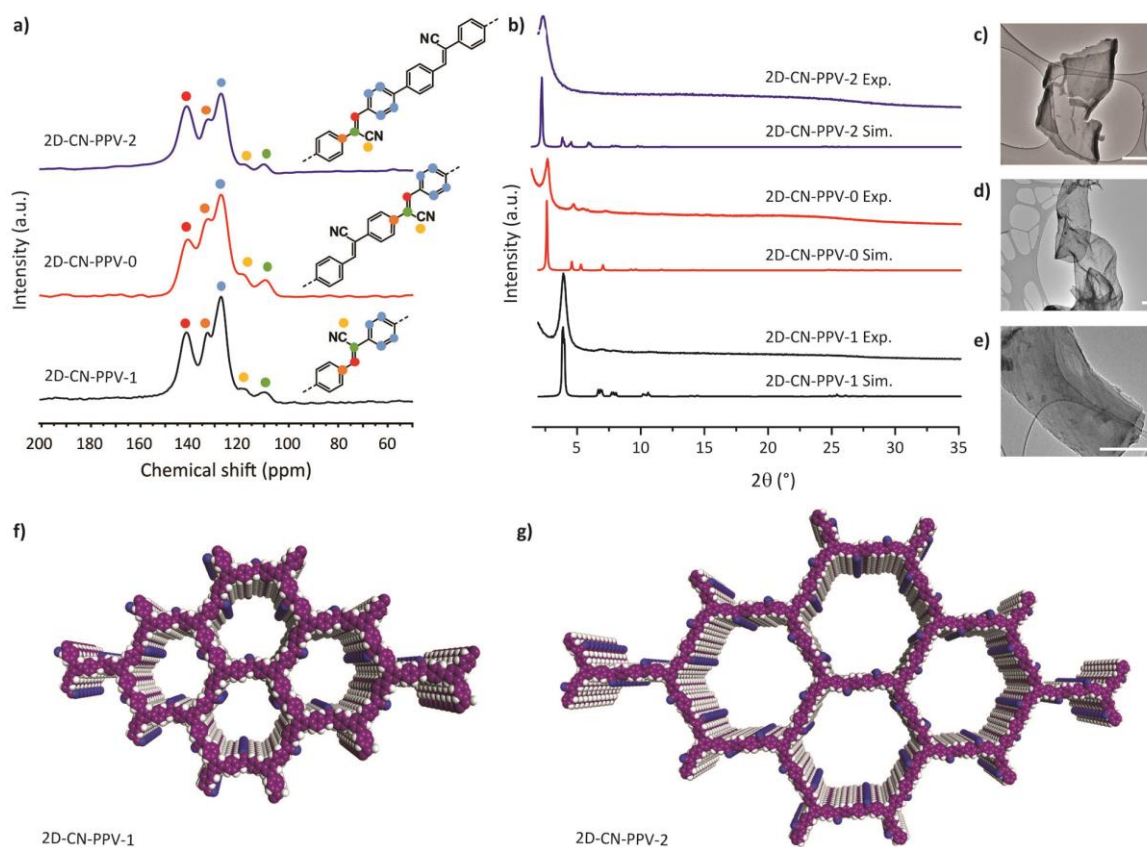 a)
NC
CN
2D-CN-PPV-2
CN
NC
2D-CN-PPV-0
NC
2D-CN-PPV-1
Intensity (a.u.)
200 180 160 140 120 100 80 60
Chemical shift (ppm)
b)
2D-CN-PPV-2 Exp.
2D-CN-PPV-2 Sim.
2D-CN-PPV-0 Exp.
2D-CN-PPV-0 Sim.
2D-CN-PPV-1 Exp.
2D-CN-PPV-1 Sim.
Intensity (a.u.)
5 10 15 20 25 30 35
2θ (°)
c)
d)
e)
f)
2D-CN-PPV-1
g)
2D-CN-PPV-2